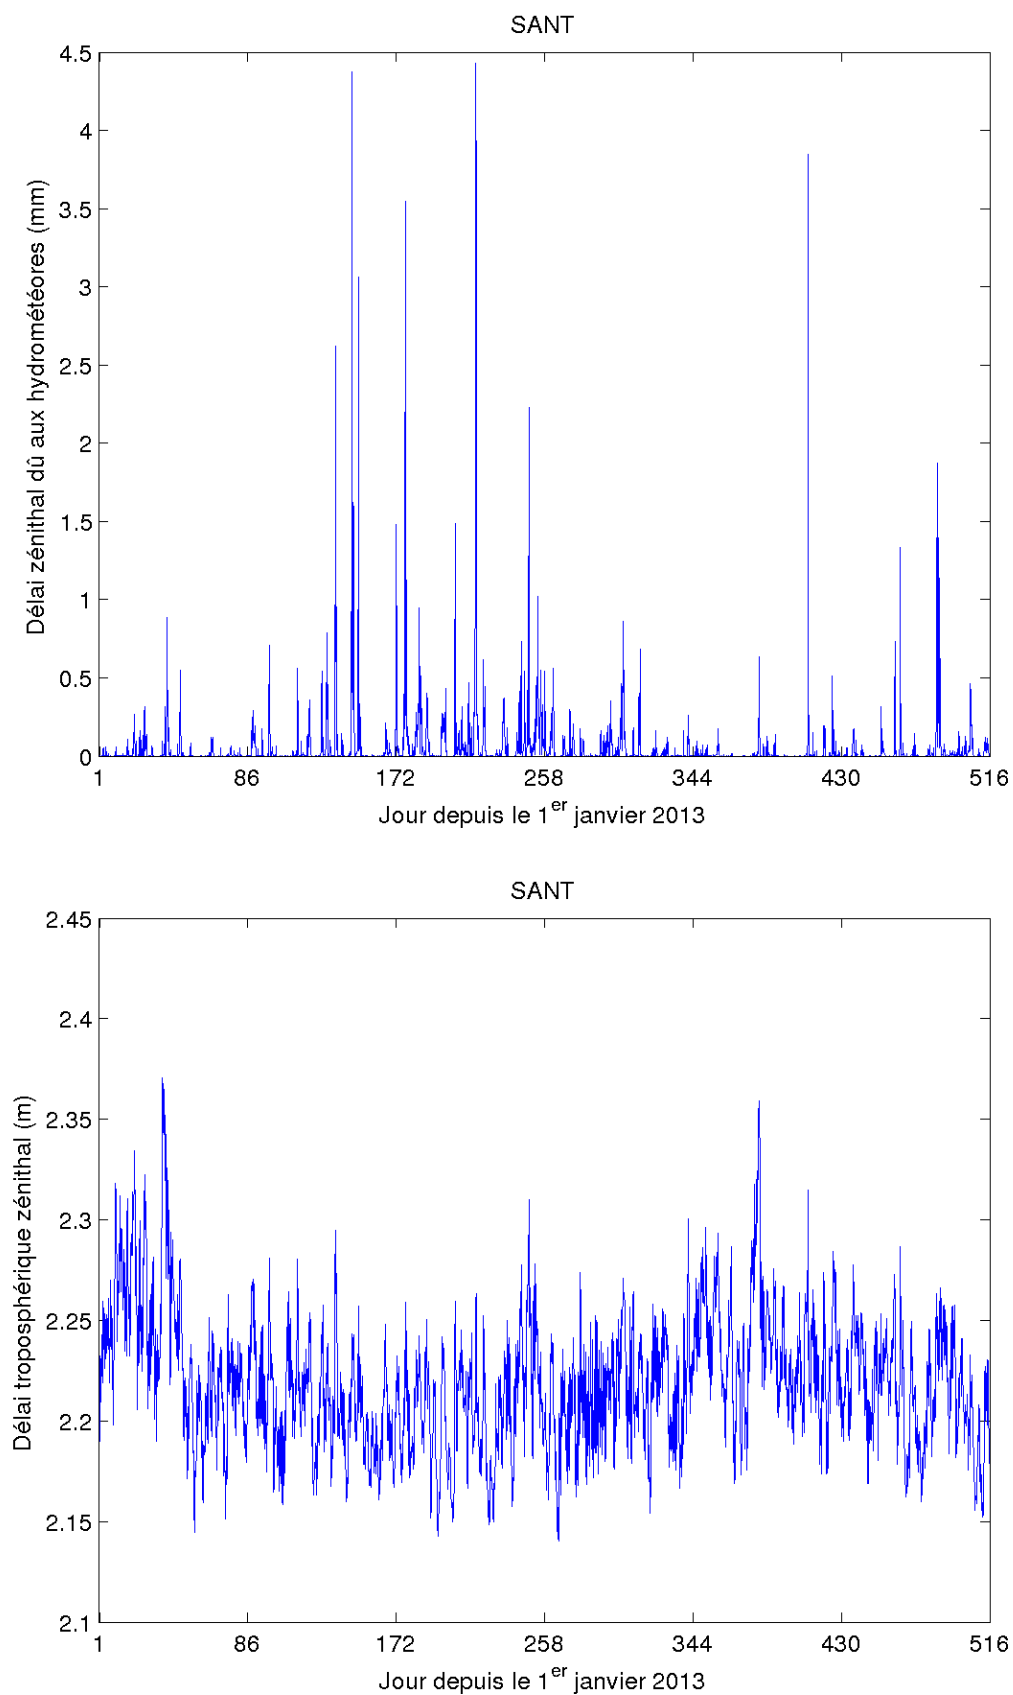 SANT
4.5
4
3.5
3
2.5
2
1.5
1
0.5
0
Délai zénithal dû aux hydrométéores (mm)
1 86 172 258 344 430 516
Jour depuis le 1er janvier 2013
SANT
2.45
2.4
2.35
2.3
2.25
2.2
2.15
2.1
Délai troposphérique zénithal (m)
1 86 172 258 344 430 516
Jour depuis le 1er janvier 2013